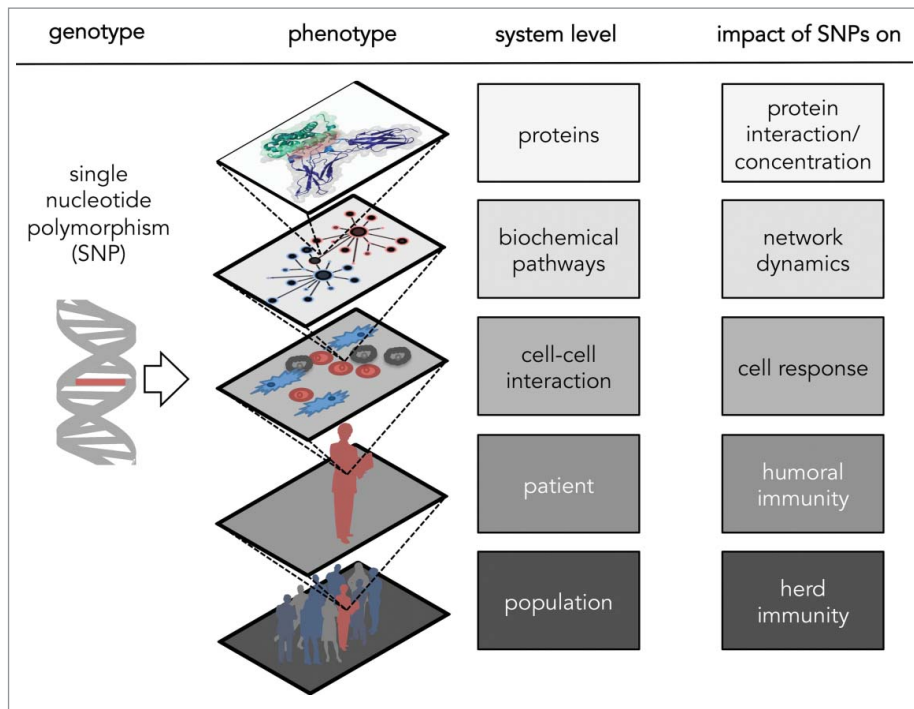 genotype
phenotype
system level
impact of SNPs on
single
nucleotide
polymorphism
(SNP)
proteins
protein
interaction/
concentration
biochemical
pathways
network
dynamics
cell-cell
interaction
cell response
patient
humoral
immunity
population
herd
immunity